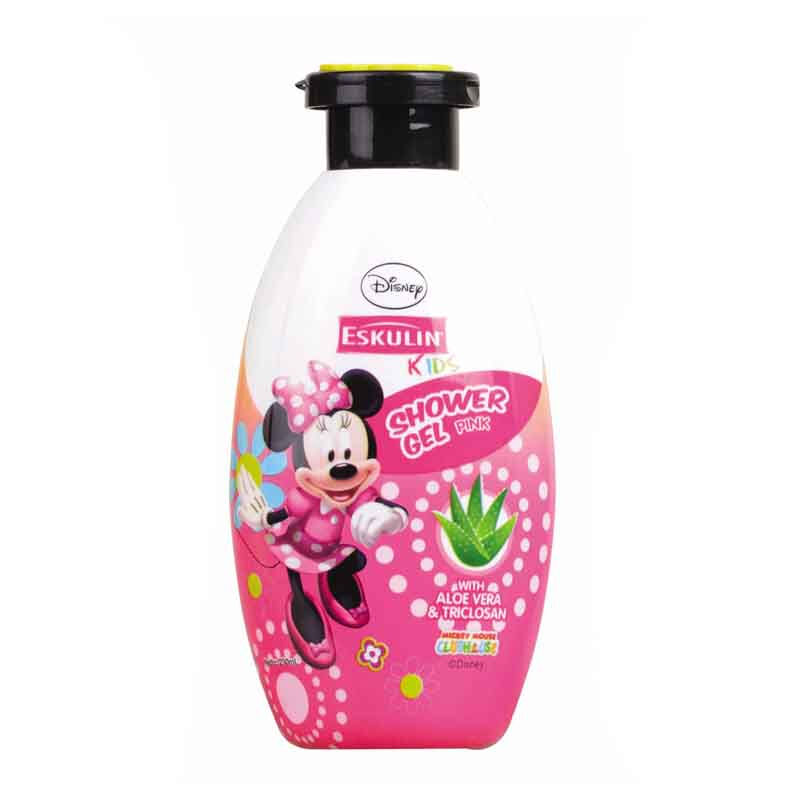 Disney
ESKULIN®
KIDS
SHOWER
GEL PINK
WITH
ALOE VERA
& TRICLOSAN
MICKEY MOUSE
CLUBHOUSE
©Disney